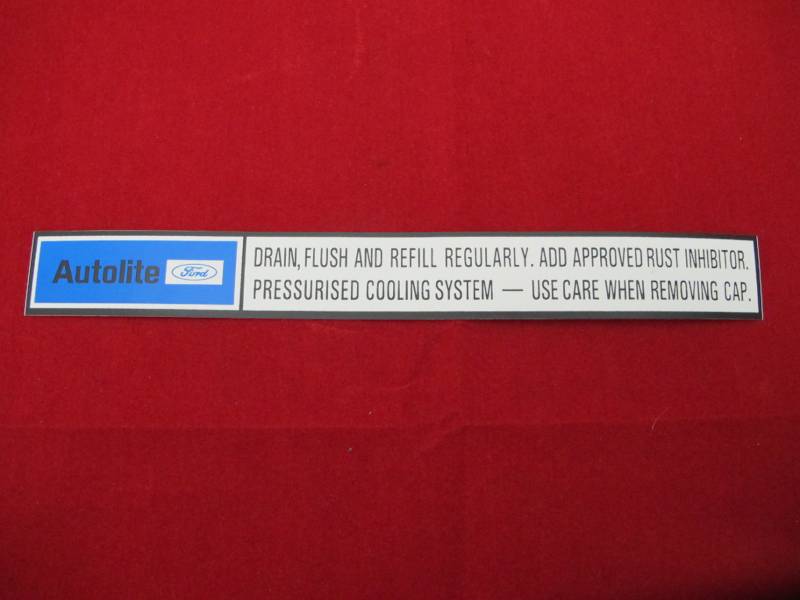 Autolite Ford
DRAIN, FLUSH AND REFILL REGULARLY. ADD APPROVED RUST INHIBITOR.
PRESSURISED COOLING SYSTEM — USE CARE WHEN REMOVING CAP.